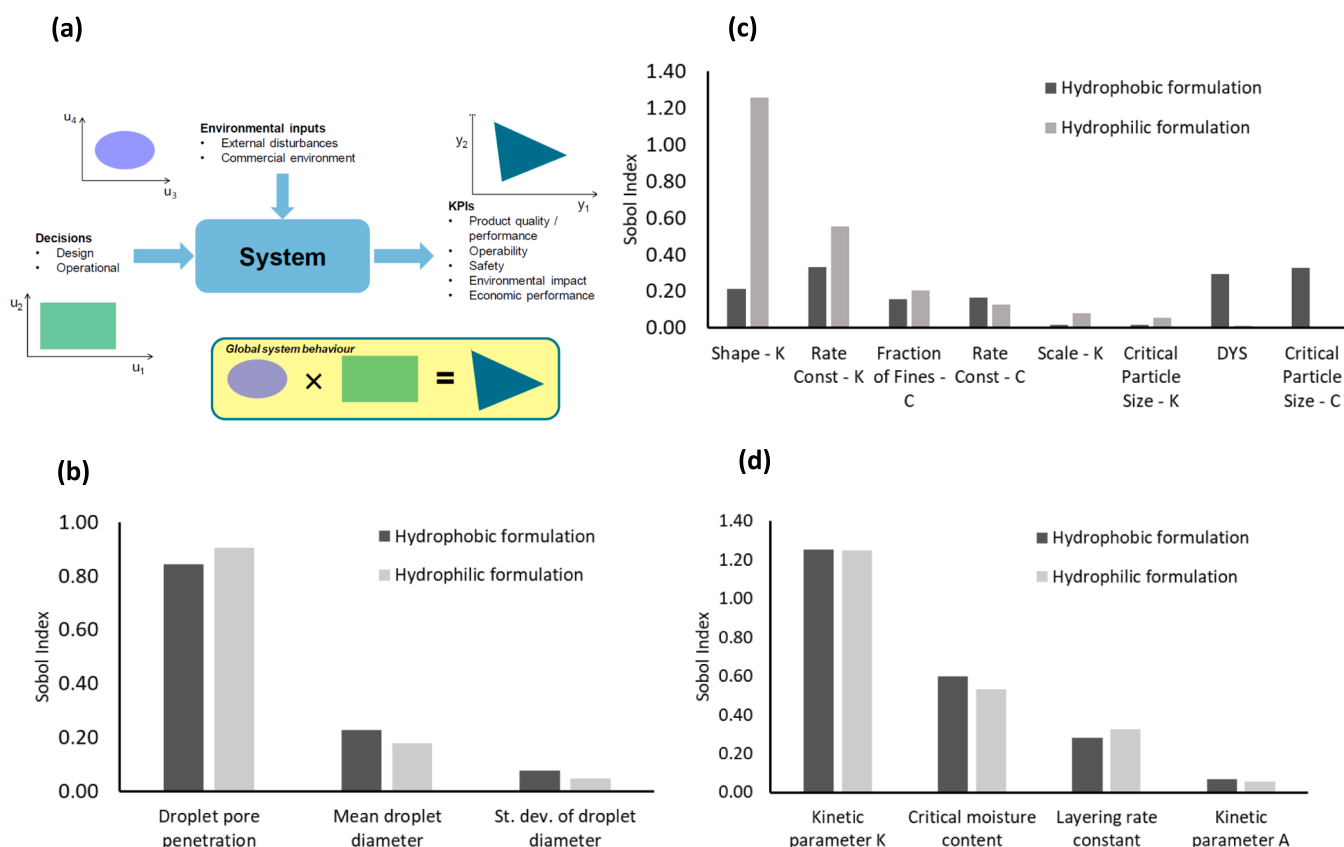 (a)
u4
u3
Environmental inputs
• External disturbances
• Commercial environment
y2
y1
Decisions
• Design
• Operational
System
KPIs
• Product quality /
performance
• Operability
• Safety
• Environmental impact
• Economic performance
u2
u1
Global system behaviour
×
=
(c)
Sobol Index
1.40
1.20
1.00
0.80
0.60
0.40
0.20
0.00
Hydrophobic formulation
Hydrophilic formulation
Shape - K
Rate
Const - K
Fraction
of Fines -
C
Rate
Const - C
Scale - K
Critical
Particle
Size - K
DYS
Critical
Particle
Size - C
(b)
Sobol Index
1.00
0.80
0.60
0.40
0.20
0.00
Hydrophobic formulation
Hydrophilic formulation
Droplet pore
penetration
Mean droplet
diameter
St. dev. of droplet
diameter
(d)
Sobol Index
1.40
1.20
1.00
0.80
0.60
0.40
0.20
0.00
Hydrophobic formulation
Hydrophilic formulation
Kinetic
parameter K
Critical moisture
content
Layering rate
constant
Kinetic
parameter A